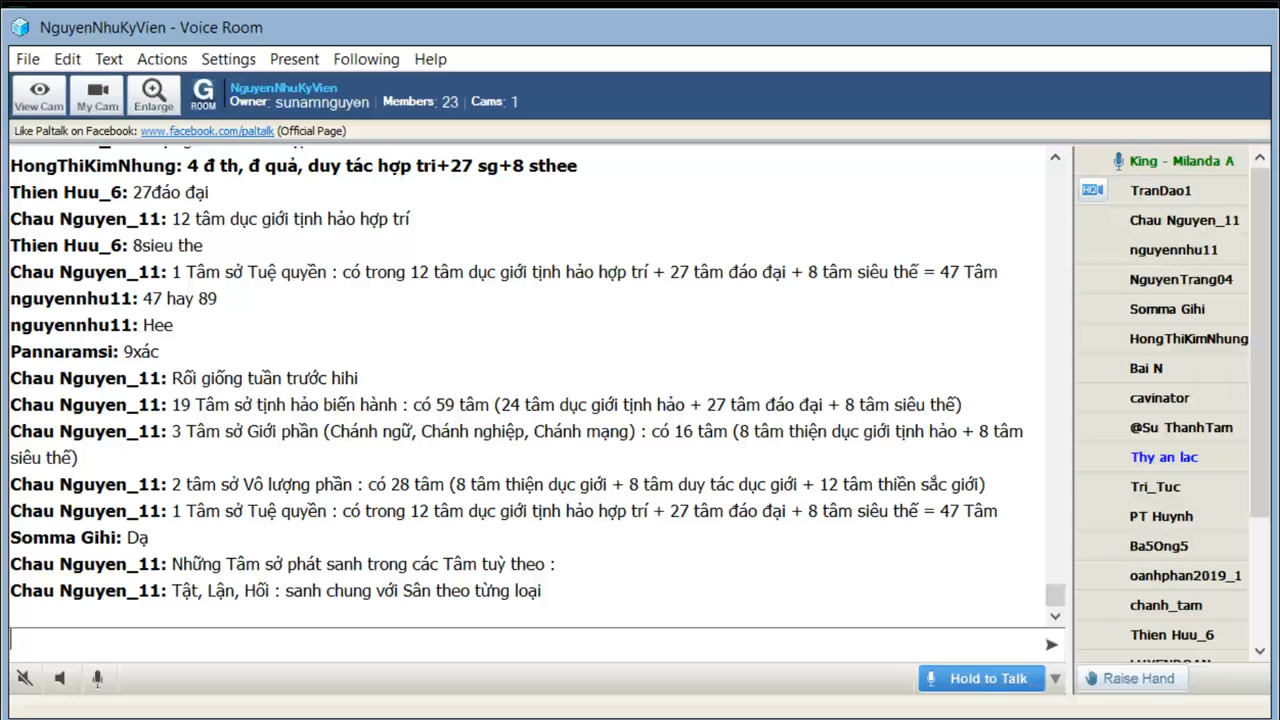 NguyenNhuKyVien - Voice Room
File Edit Text Actions Settings Present Following Help
View Cam
My Cam
Enlarge
G ROOM
NguyenNhuKyVien
Owner: sunamnguyen | Members: 23 | Cams: 1
Like Paltalk on Facebook: www.facebook.com/paltalk (Official Page)
HongThiKimNhung: 4 đ th, đ quả, duy tác hợp tri+27 sg+8 sthee
Thien Huu_6: 27đáo đại
Chau Nguyen_11: 12 tâm dục giới tịnh hảo hợp trí
Thien Huu_6: 8sieu the
Chau Nguyen_11: 1 Tâm sở Tuệ quyền : có trong 12 tâm dục giới tịnh hảo hợp trí + 27 tâm đáo đại + 8 tâm siêu thế = 47 Tâm
nguyennhu11: 47 hay 89
nguyennhu11: Hee
Pannaramsi: 9xác
Chau Nguyen_11: Rối giống tuần trước hihi
Chau Nguyen_11: 19 Tâm sở tịnh hảo biến hành : có 59 tâm (24 tâm dục giới tịnh hảo + 27 tâm đáo đại + 8 tâm siêu thế)
Chau Nguyen_11: 3 Tâm sở Giới phần (Chánh ngữ, Chánh nghiệp, Chánh mạng) : có 16 tâm (8 tâm thiện dục giới tịnh hảo + 8 tâm
siêu thế)
Chau Nguyen_11: 2 tâm sở Vô lượng phần : có 28 tâm (8 tâm thiện dục giới + 8 tâm duy tác dục giới + 12 tâm thiền sắc giới)
Chau Nguyen_11: 1 Tâm sở Tuệ quyền : có trong 12 tâm dục giới tịnh hảo hợp trí + 27 tâm đáo đại + 8 tâm siêu thế = 47 Tâm
Somma Gihi: Dạ
Chau Nguyen_11: Những Tâm sở phát sanh trong các Tâm tuỳ theo :
Chau Nguyen_11: Tật, Lận, Hối : sanh chung với Sân theo từng loại
King - Milanda A
HD
TranDao1
Chau Nguyen_11
nguyennhu11
NguyenTrang04
Somma Gihi
HongThiKimNhung
Bai N
cavinator
@Su ThanhTam
Thy an lac
Tri_Tuc
PT Huynh
Ba5Ong5
oanhphan2019_1
chanh_tam
Thien Huu_6
Hold to Talk
Raise Hand